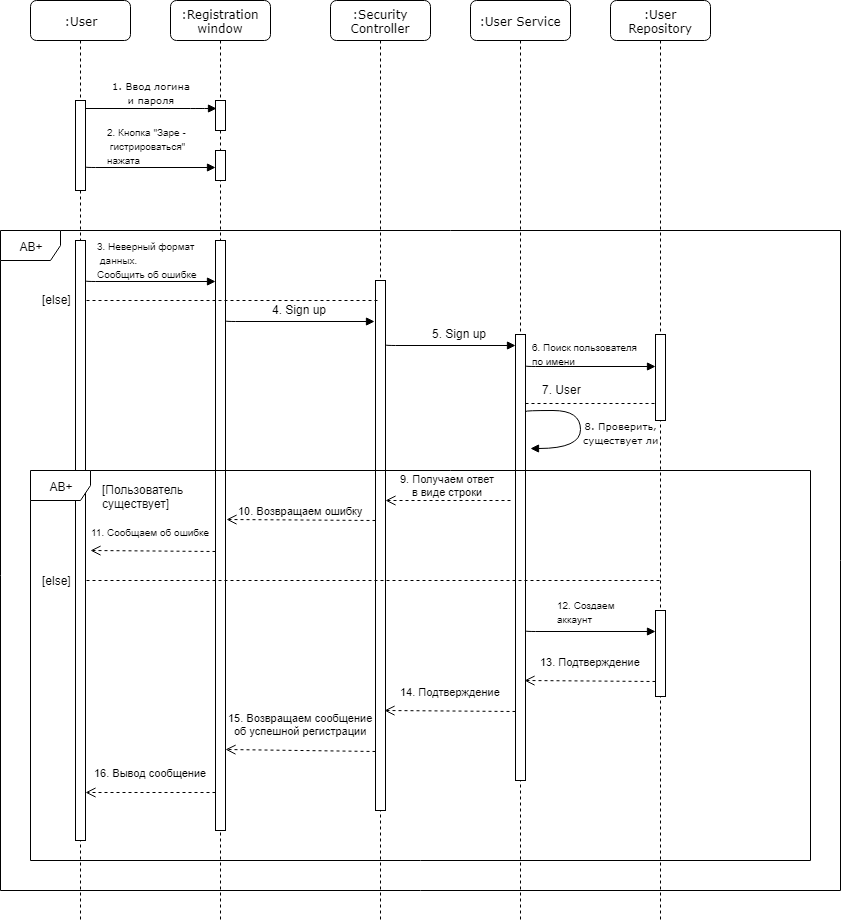 :User
:Registration
window
:Security
Controller
:User Service
:User
Repository
1. Ввод логина
и пароля
2. Кнопка "Заре -
гистрироваться"
нажата
AB+
3. Неверный формат
данных.
Сообщить об ошибке
[else]
4. Sign up
5. Sign up
6. Поиск пользователя
по имени
7. User
8. Проверить,
существует ли
AB+
[Пользователь
существует]
9. Получаем ответ
в виде строки
10. Возвращаем ошибку
11. Сообщаем об ошибке
[else]
12. Создаем
аккаунт
13. Подтверждение
14. Подтверждение
15. Возвращаем сообщение
об успешной регистрации
16. Вывод сообщение